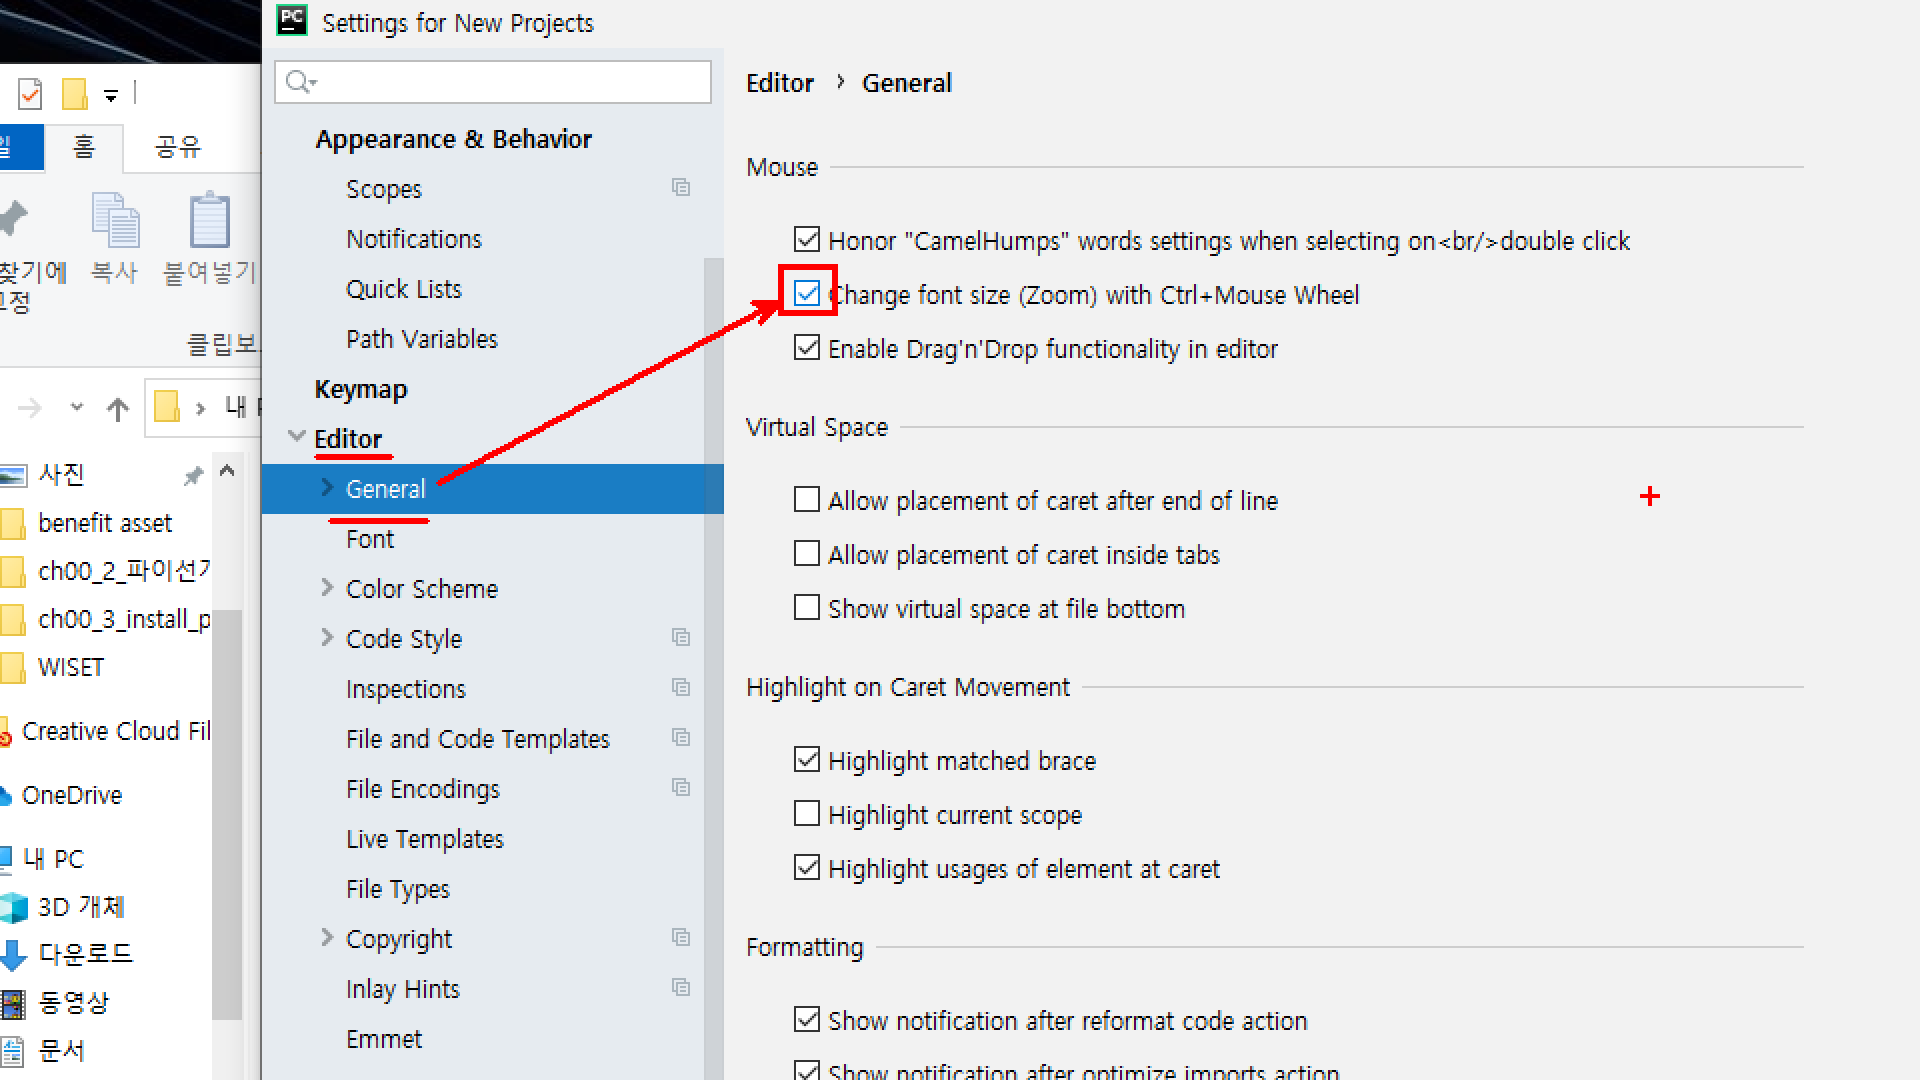 PC
Settings for New Projects
홈
공유
찾기에
복사
붙여넣기
클립보
내
사진
benefit asset
ch00_2_파이선
ch00_3_install_p
WISET
Creative Cloud Fil
OneDrive
내 PC
3D 개체
다운로드
동영상
문서
Appearance & Behavior
Scopes
Notifications
Quick Lists
Path Variables
Keymap
Editor
General
Font
Color Scheme
Code Style
Inspections
File and Code Templates
File Encodings
Live Templates
File Types
Copyright
Inlay Hints
Emmet
Editor › General
Mouse
Honor "CamelHumps" words settings when selecting on<br/>double click
Change font size (Zoom) with Ctrl+Mouse Wheel
Enable Drag'n'Drop functionality in editor
Virtual Space
Allow placement of caret after end of line
Allow placement of caret inside tabs
Show virtual space at file bottom
Highlight on Caret Movement
Highlight matched brace
Highlight current scope
Highlight usages of element at caret
Formatting
Show notification after reformat code action
Show notification after optimize imports action